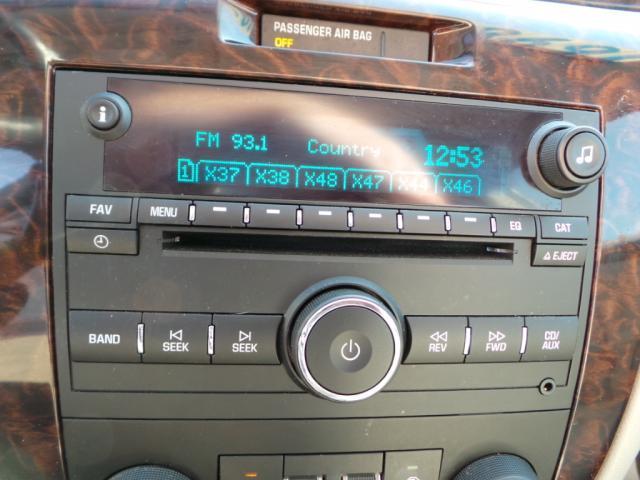 PASSENGER AIR BAG
OFF
i
FM 93.1 Country 12:53
1 X37 X38 X48 X47 X44 X46
FAV MENU EQ CAT
EJECT
BAND SEEK SEEK REV FWD CD/AUX